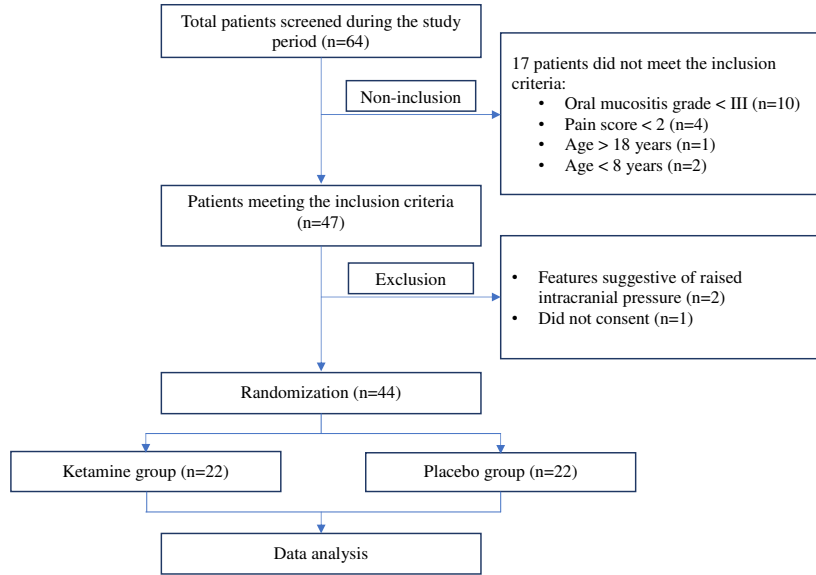 Total patients screened during the study
period (n=64)
Non-inclusion
17 patients did not meet the inclusion
criteria:
• Oral mucositis grade < III (n=10)
• Pain score < 2 (n=4)
• Age > 18 years (n=1)
• Age < 8 years (n=2)
Patients meeting the inclusion criteria
(n=47)
Exclusion
• Features suggestive of raised
intracranial pressure (n=2)
• Did not consent (n=1)
Randomization (n=44)
Ketamine group (n=22)
Placebo group (n=22)
Data analysis